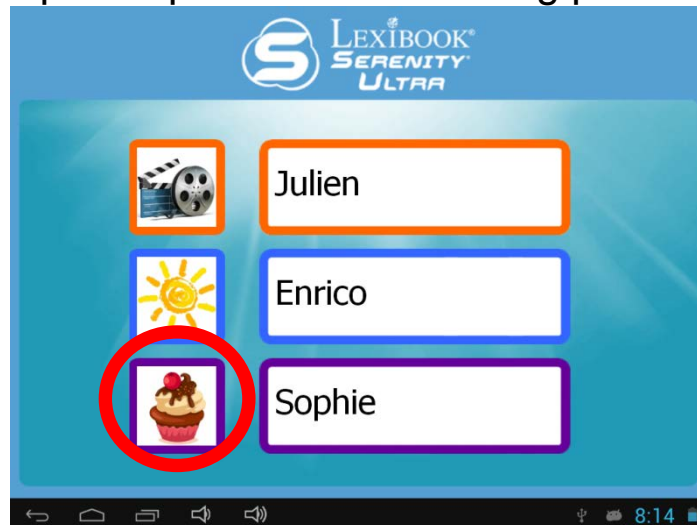 LEXIBOOK®
SERENITY
ULTRA
Julien
Enrico
Sophie
8:14